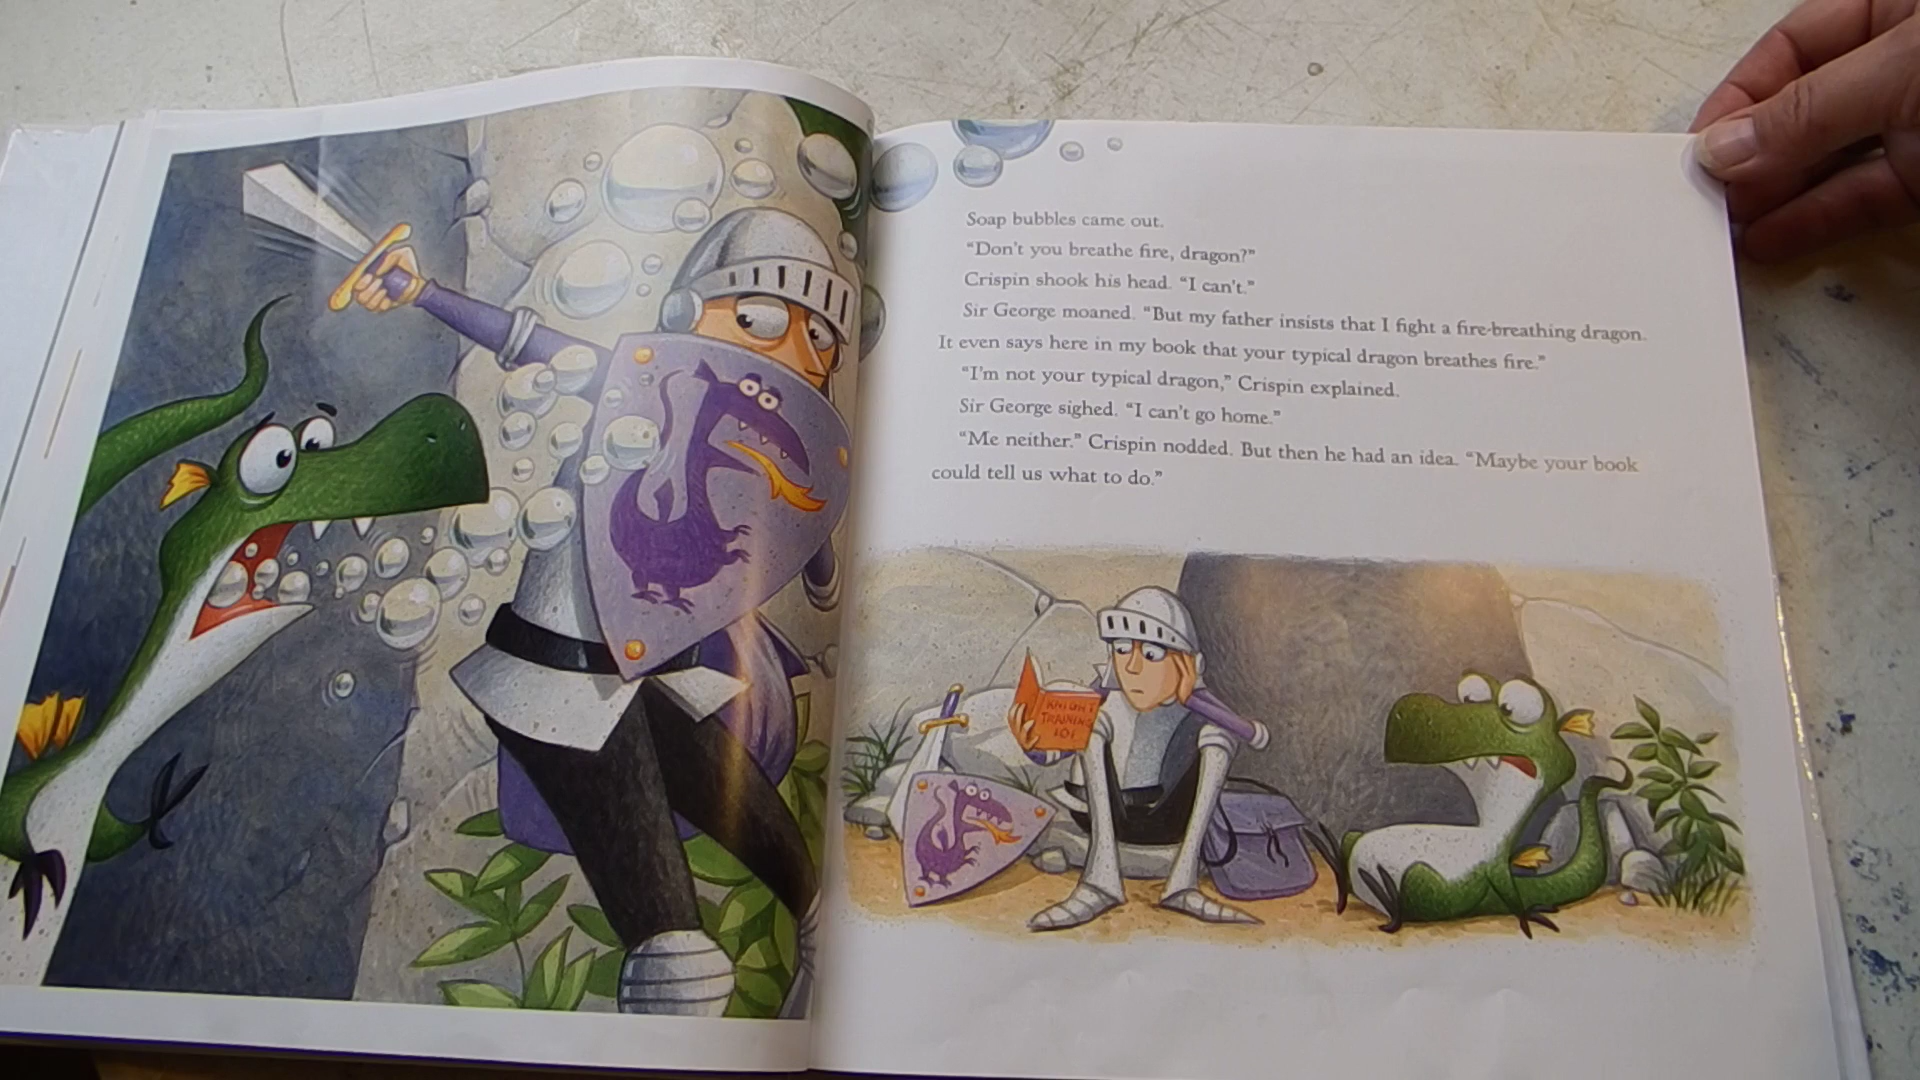 Soap bubbles came out.
“Don’t you breathe fire, dragon?”
Crispin shook his head. “I can’t.”
Sir George moaned. “But my father insists that I fight a fire-breathing dragon.
It even says here in my book that your typical dragon breathes fire.”
“I’m not your typical dragon,” Crispin explained.
Sir George sighed. “I can’t go home.”
“Me neither.” Crispin nodded. But then he had an idea. “Maybe your book
could tell us what to do.”
KNIGHT
TRAINING
101